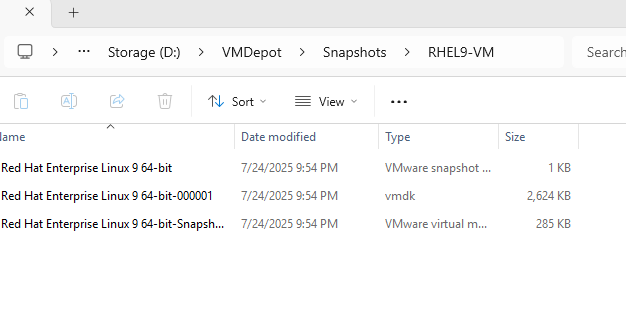 Storage (D:) VMDepot Snapshots RHEL9-VM Search
Sort View
Date modified Type Size
Red Hat Enterprise Linux 9 64-bit 7/24/2025 9:54 PM VMware snapshot ... 1 KB
Red Hat Enterprise Linux 9 64-bit-000001 7/24/2025 9:54 PM vmdk 2,624 KB
Red Hat Enterprise Linux 9 64-bit-Snapsh... 7/24/2025 9:54 PM VMware virtual m... 285 KB